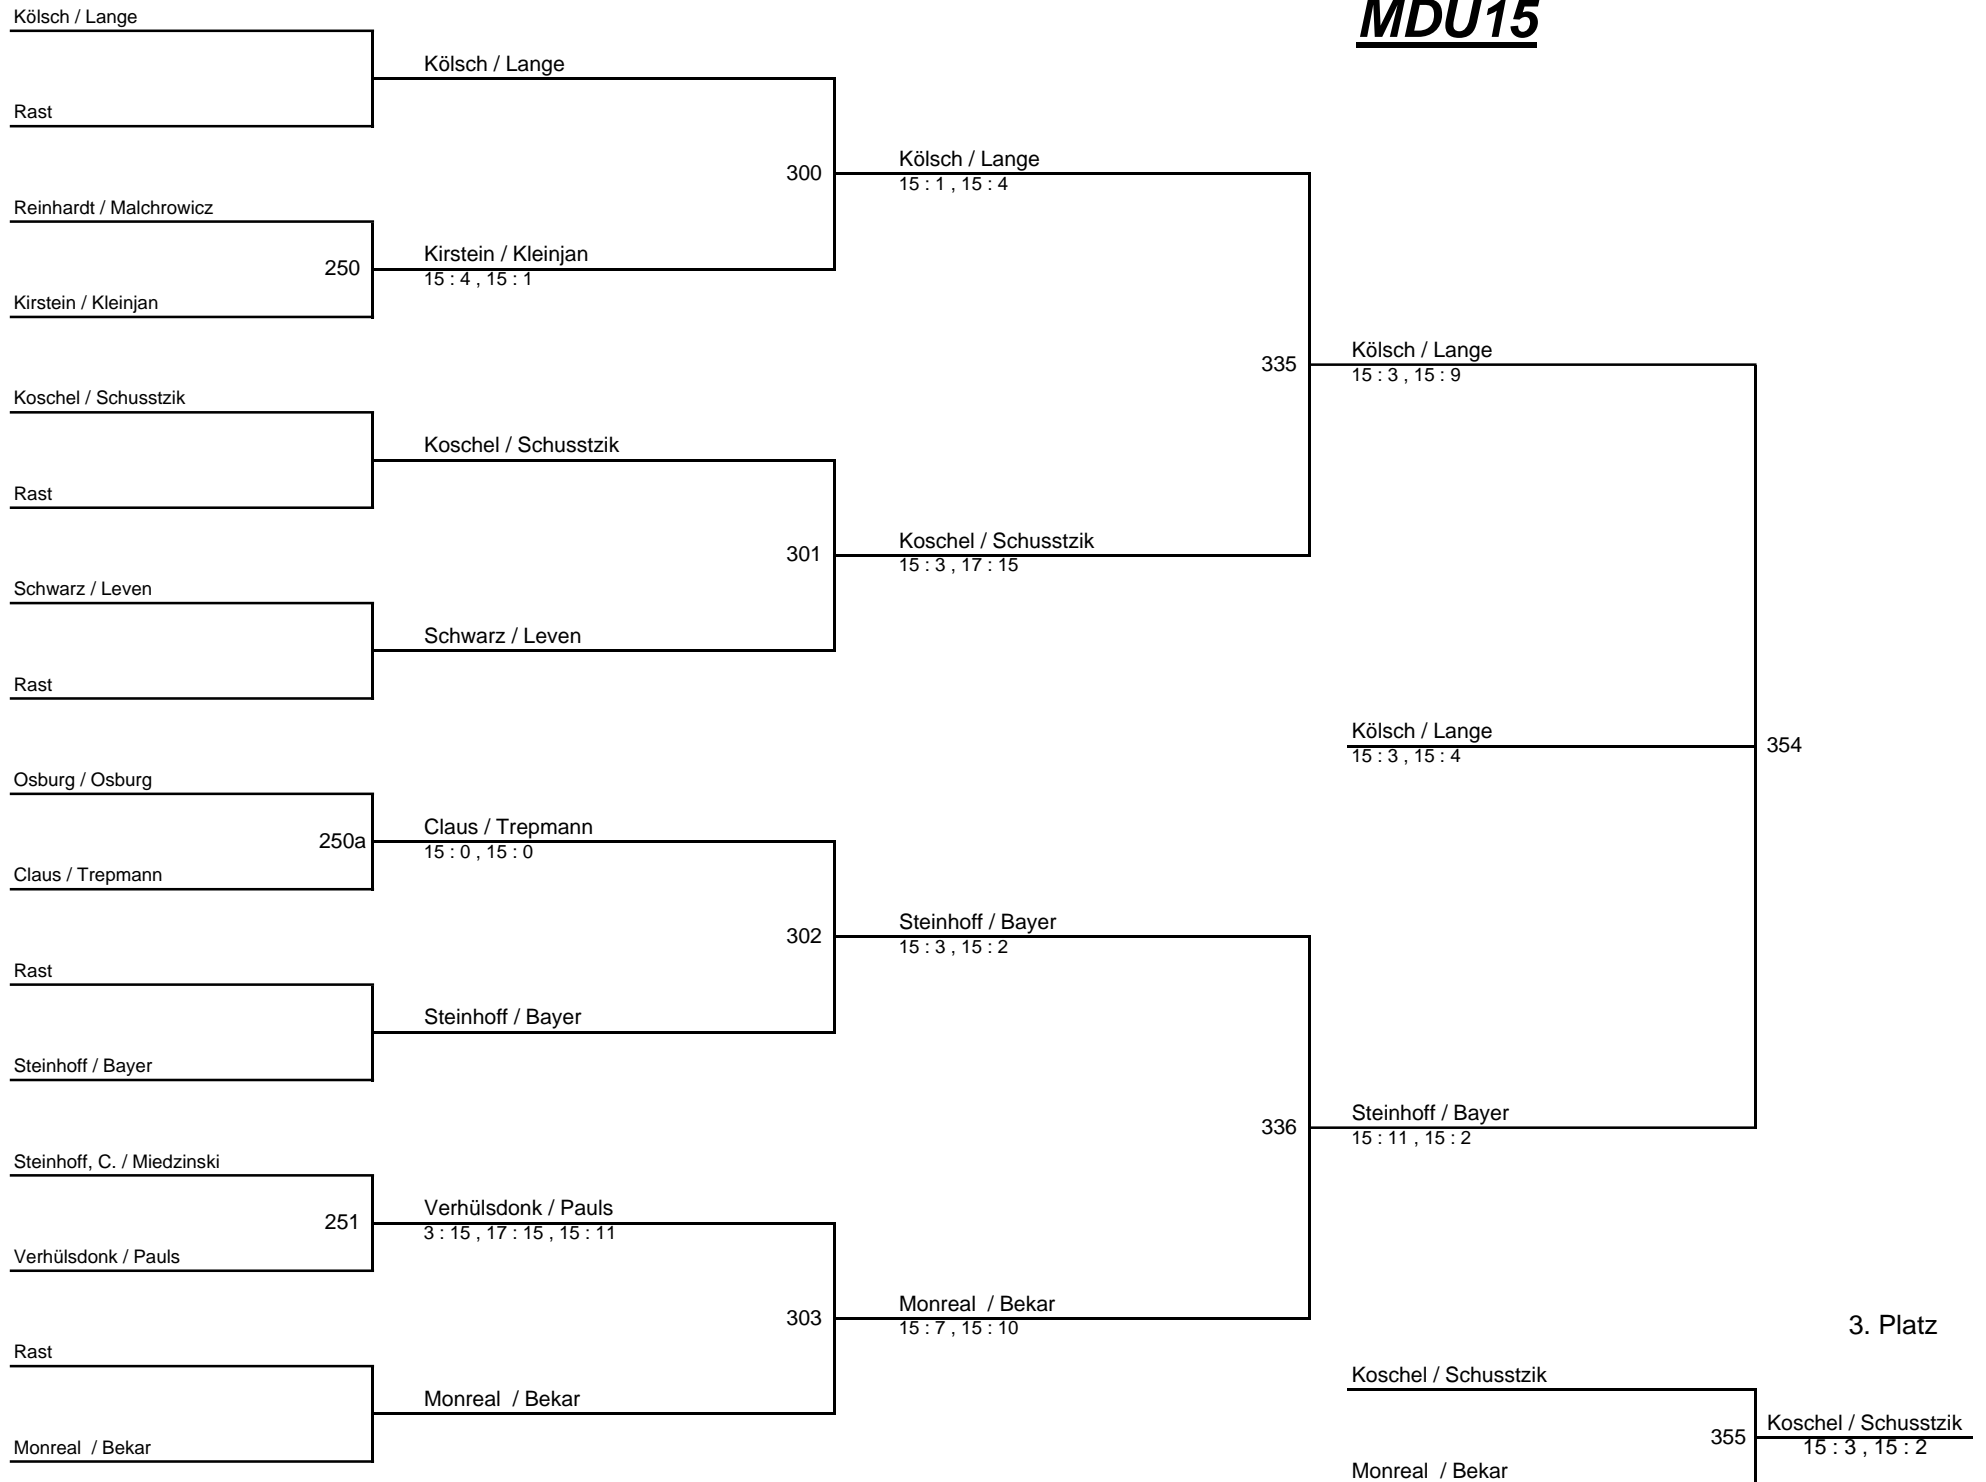 MDU15
Kölsch / Lange
Rast
Reinhardt / Malchrowicz
250
Kirstein / Kleinjan
Koschel / Schusstzik
Rast
Schwarz / Leven
Rast
Osburg / Osburg
250a
Claus / Trepmann
Rast
Steinhoff / Bayer
Steinhoff, C. / Miedzinski
251
Verhülsdonk / Pauls
Rast
Monreal / Bekar
Kölsch / Lange
300
Kirstein / Kleinjan
15 : 4 , 15 : 1
Koschel / Schusstzik
301
Schwarz / Leven
Claus / Trepmann
15 : 0 , 15 : 0
302
Steinhoff / Bayer
Verhülsdonk / Pauls
3 : 15 , 17 : 15 , 15 : 11
303
Monreal / Bekar
Kölsch / Lange
15 : 1 , 15 : 4
335
Koschel / Schusstzik
15 : 3 , 17 : 15
Steinhoff / Bayer
15 : 3 , 15 : 2
336
Monreal / Bekar
15 : 7 , 15 : 10
Kölsch / Lange
15 : 3 , 15 : 9
Kölsch / Lange
15 : 3 , 15 : 4
354
Steinhoff / Bayer
15 : 11 , 15 : 2
3. Platz
Koschel / Schusstzik
355
Monreal / Bekar
Koschel / Schusstzik
15 : 3 , 15 : 2